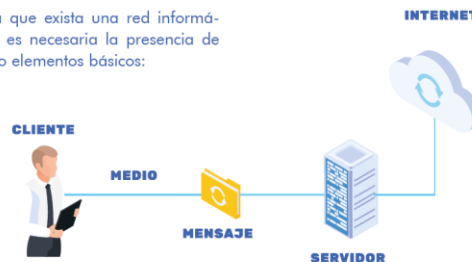 que exista una red informá-
es necesaria la presencia de
elementos básicos:
INTERNET
CLIENTE
MEDIO
MENSAJE
SERVIDOR